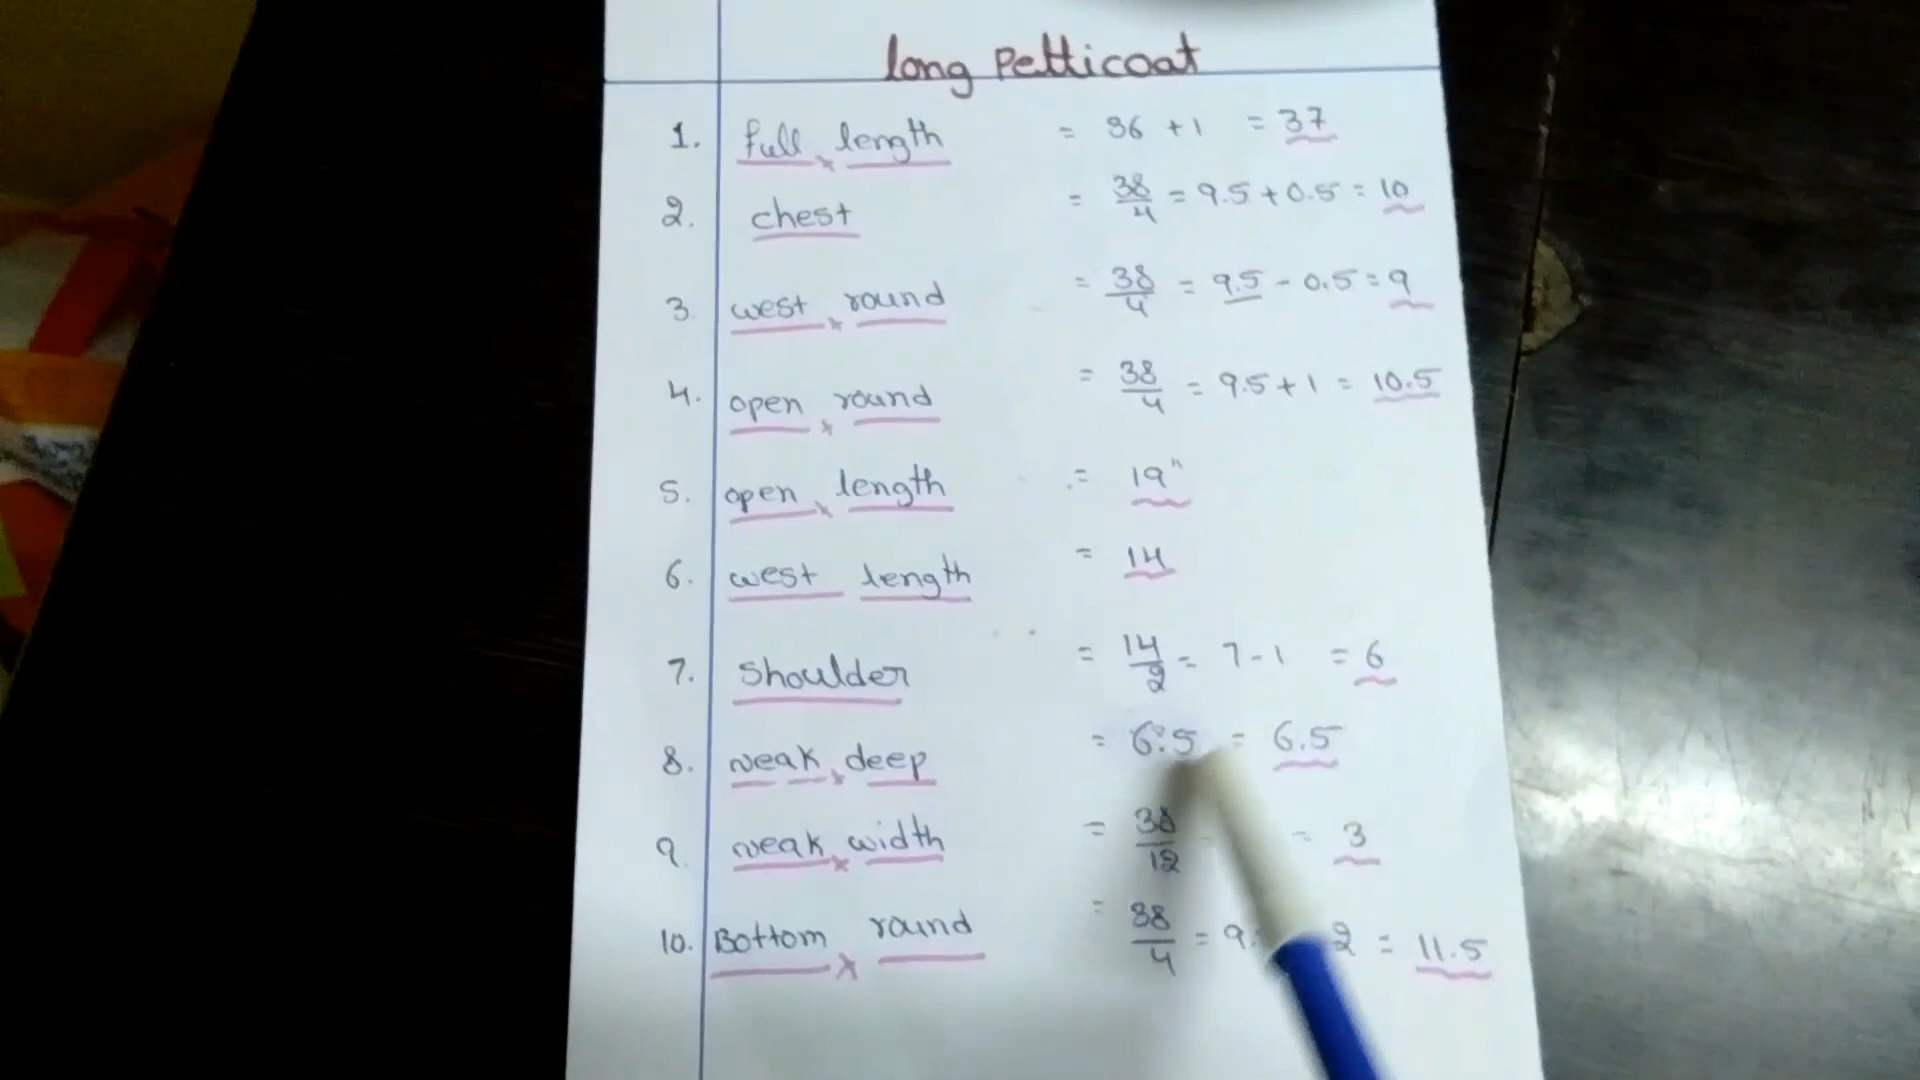 long Petticoat
1. full length = 36 + 1 = 37
2. chest = 38/4 = 9.5 + 0.5 = 10
3. west round = 38/4 = 9.5 - 0.5 = 9
4. open round = 38/4 = 9.5 + 1 = 10.5
5. open length = 19"
6. west length = 14
7. Shoulder = 14/2 = 7 - 1 = 6
8. neak deep = 6.5 = 6.5
9. neak width = 38/12 = 3
10. Bottom round = 38/4 = 9. 2 = 11.5